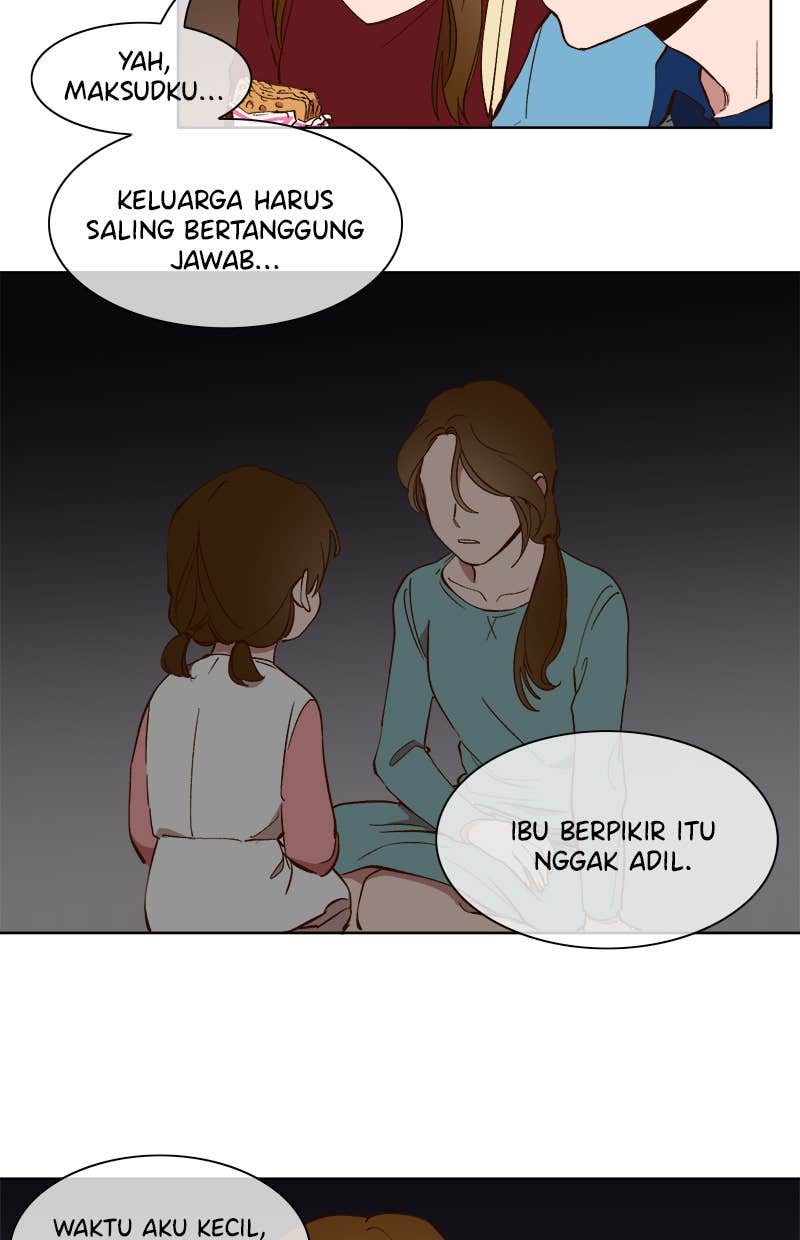 YAH,
MAKSUDKU...
KELUARGA HARUS
SALING BERTANGGUNG
JAWAB...
IBU BERPIKIR ITU
NGGAK ADIL.
WAKTU AKU KECIL,